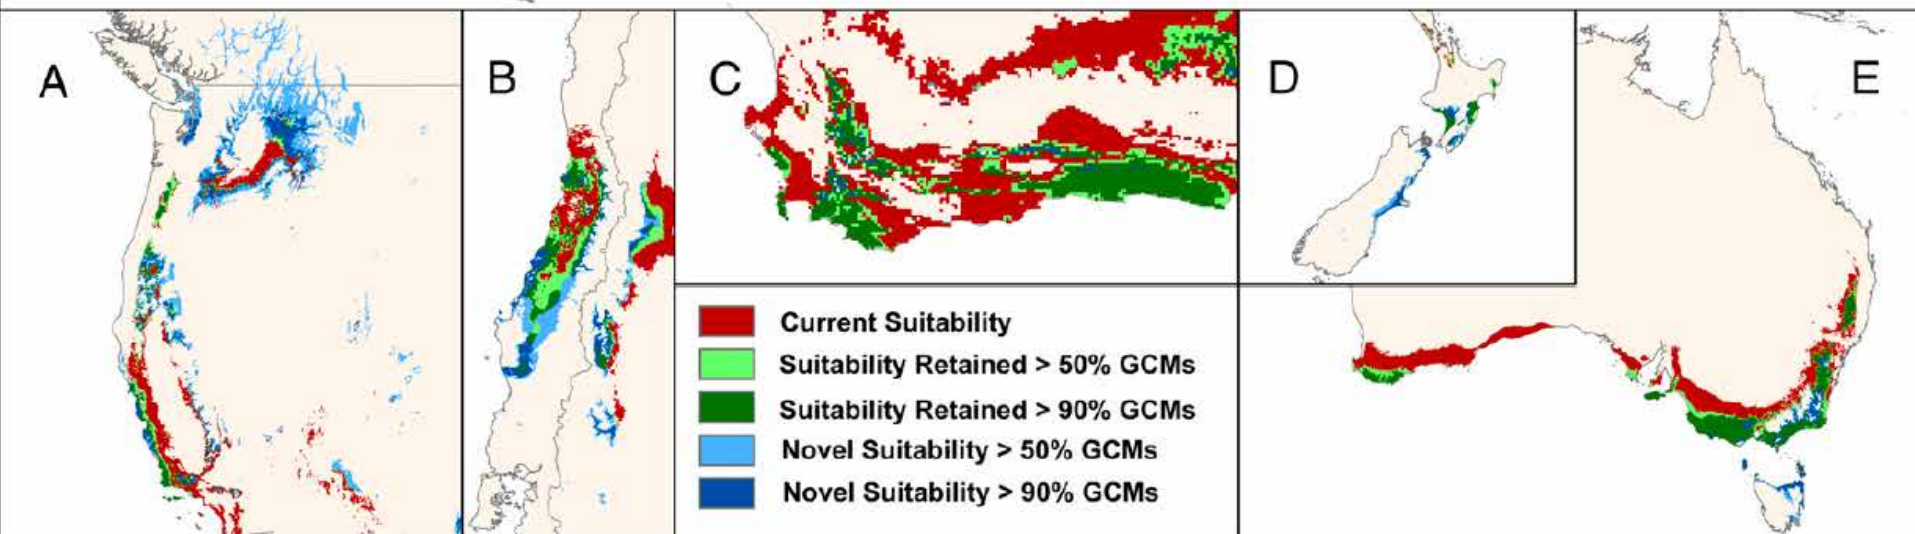 A
B
C
D
E
Current Suitability
Suitability Retained > 50% GCMs
Suitability Retained > 90% GCMs
Novel Suitability > 50% GCMs
Novel Suitability > 90% GCMs